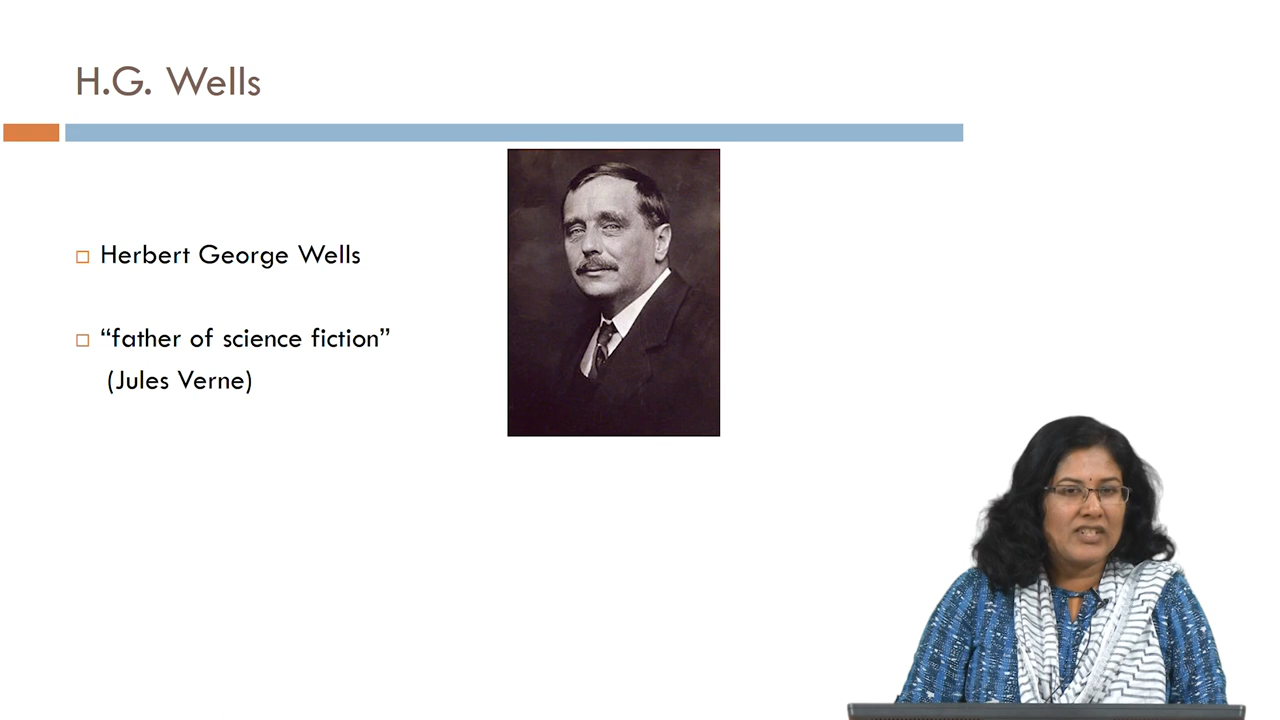 H.G. Wells
Herbert George Wells
“father of science fiction”
(Jules Verne)